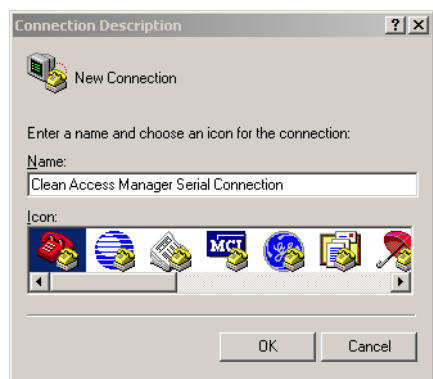 Connection Description
New Connection
Enter a name and choose an icon for the connection:
Name:
Clean Access Manager Serial Connection
Icon:
MCI
OK
Cancel